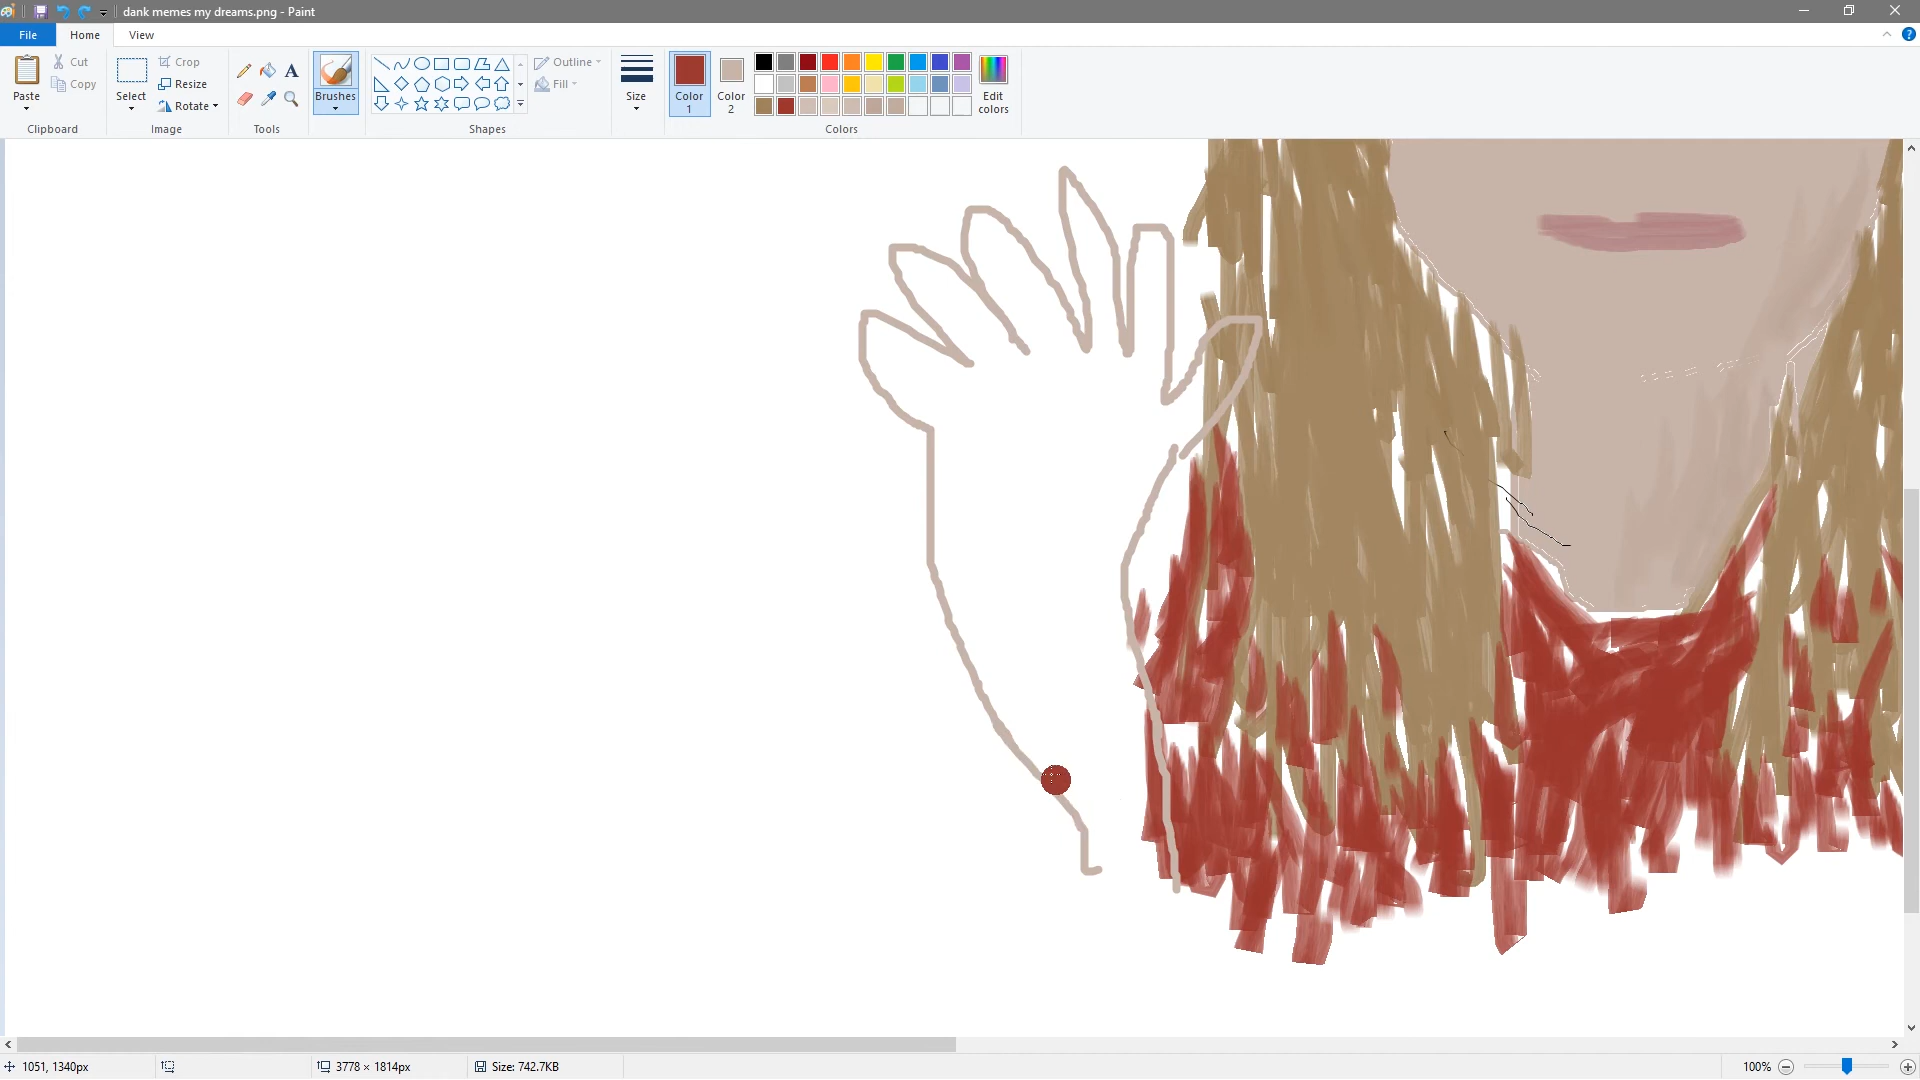 dank memes my dreams.png - Paint
File
Home
View
Paste
Cut
Copy
Clipboard
Select
Crop
Resize
Rotate
Image
A
Tools
Brushes
Outline
Fill
Shapes
Size
Color
1
Color
2
Edit
colors
Colors
1051, 1340px
3778 × 1814px
Size: 742.7KB
100%